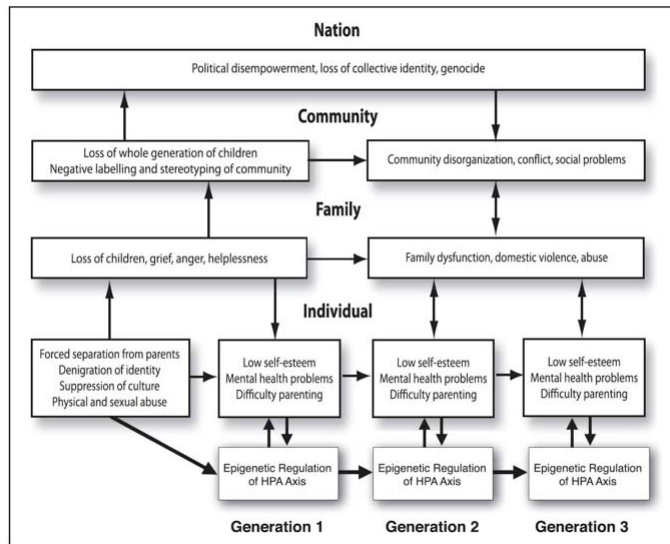 Nation
Political disempowerment, loss of collective identity, genocide
Community
Loss of whole generation of children
Negative labelling and stereotyping of community
Community disorganization, conflict, social problems
Family
Loss of children, grief, anger, helplessness
Family dysfunction, domestic violence, abuse
Individual
Forced separation from parents
Denigration of identity
Suppression of culture
Physical and sexual abuse
Low self-esteem
Mental health problems
Difficulty parenting
Low self-esteem
Mental health problems
Difficulty parenting
Low self-esteem
Mental health problems
Difficulty parenting
Epigenetic Regulation
of HPA Axis
Epigenetic Regulation
of HPA Axis
Epigenetic Regulation
of HPA Axis
Generation 1
Generation 2
Generation 3